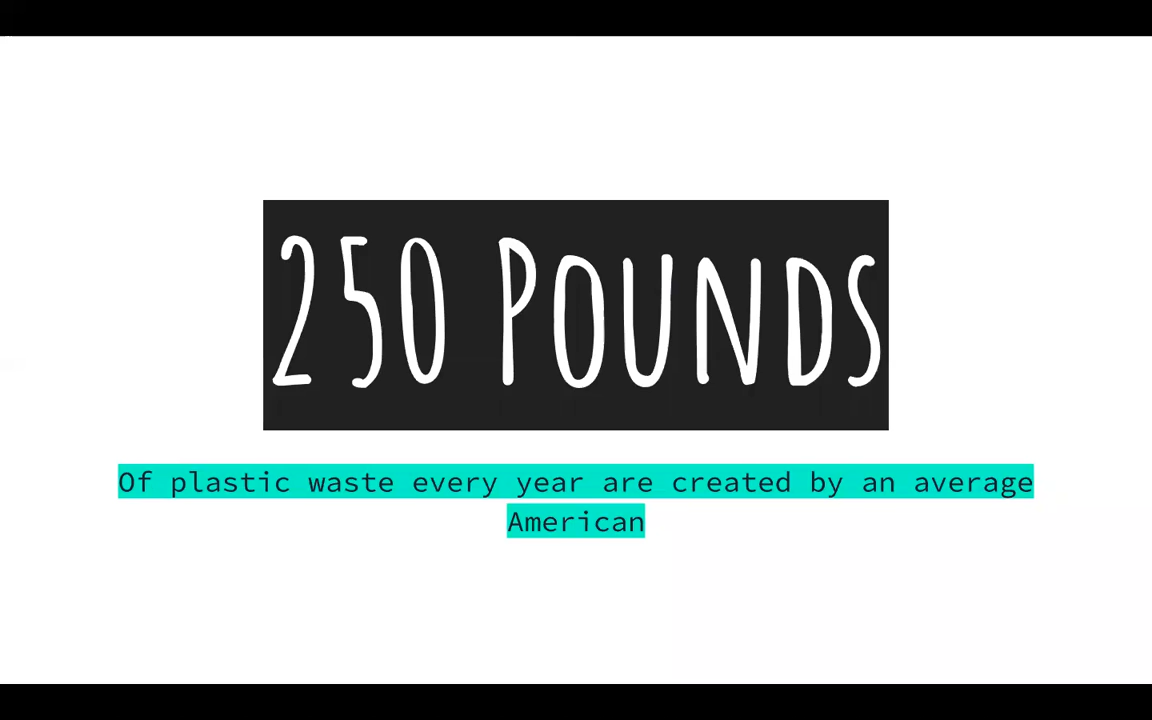 250 Pounds
Of plastic waste every year are created by an average
American